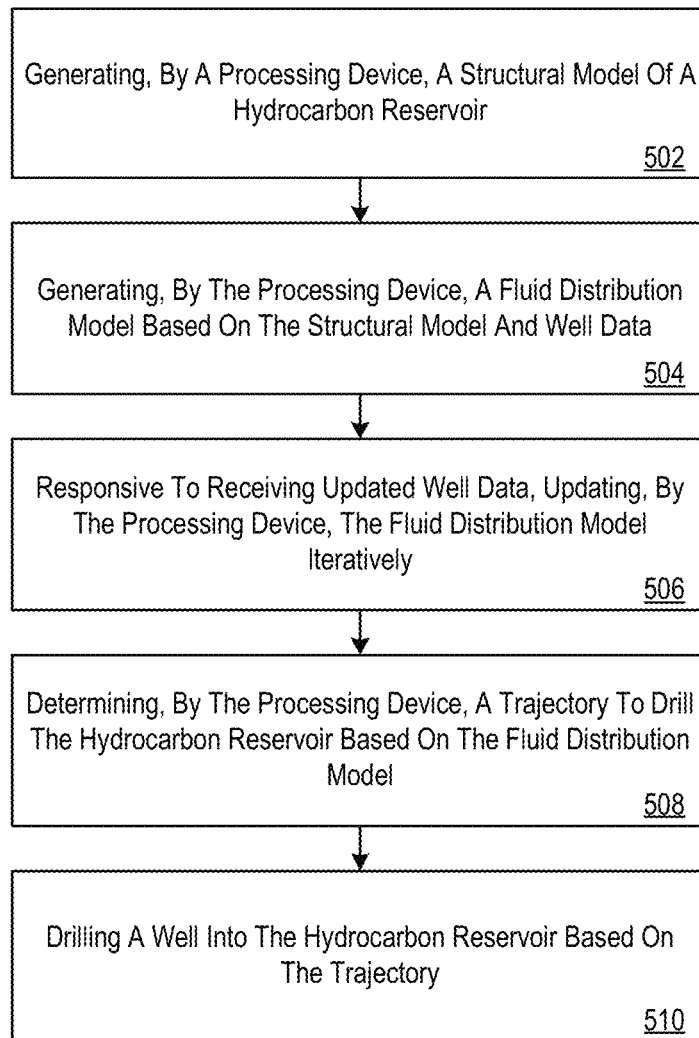 Generating, By A Processing Device, A Structural Model Of A
Hydrocarbon Reservoir
502
Generating, By The Processing Device, A Fluid Distribution
Model Based On The Structural Model And Well Data
504
Responsive To Receiving Updated Well Data, Updating, By
The Processing Device, The Fluid Distribution Model
Iteratively
506
Determining, By The Processing Device, A Trajectory To Drill
The Hydrocarbon Reservoir Based On The Fluid Distribution
Model
508
Drilling A Well Into The Hydrocarbon Reservoir Based On
The Trajectory
510